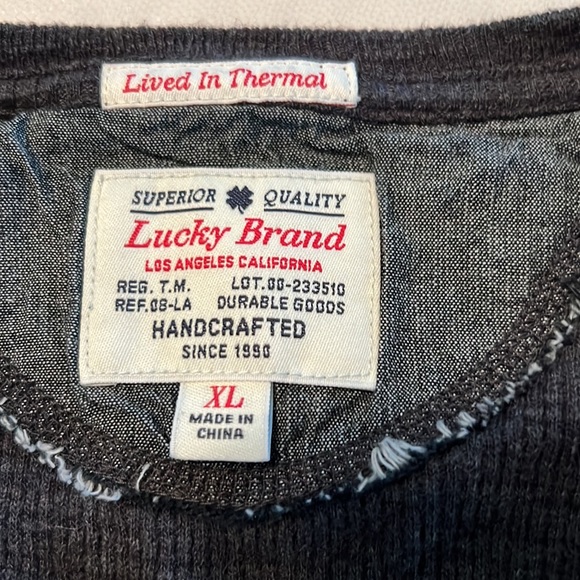 Lived In Thermal
SUPERIOR QUALITY
Lucky Brand
LOS ANGELES CALIFORNIA
REG. T.M. LOT.00-233510
REF.08-LA DURABLE GOODS
HANDCRAFTED
SINCE 1990
XL
MADE IN
CHINA